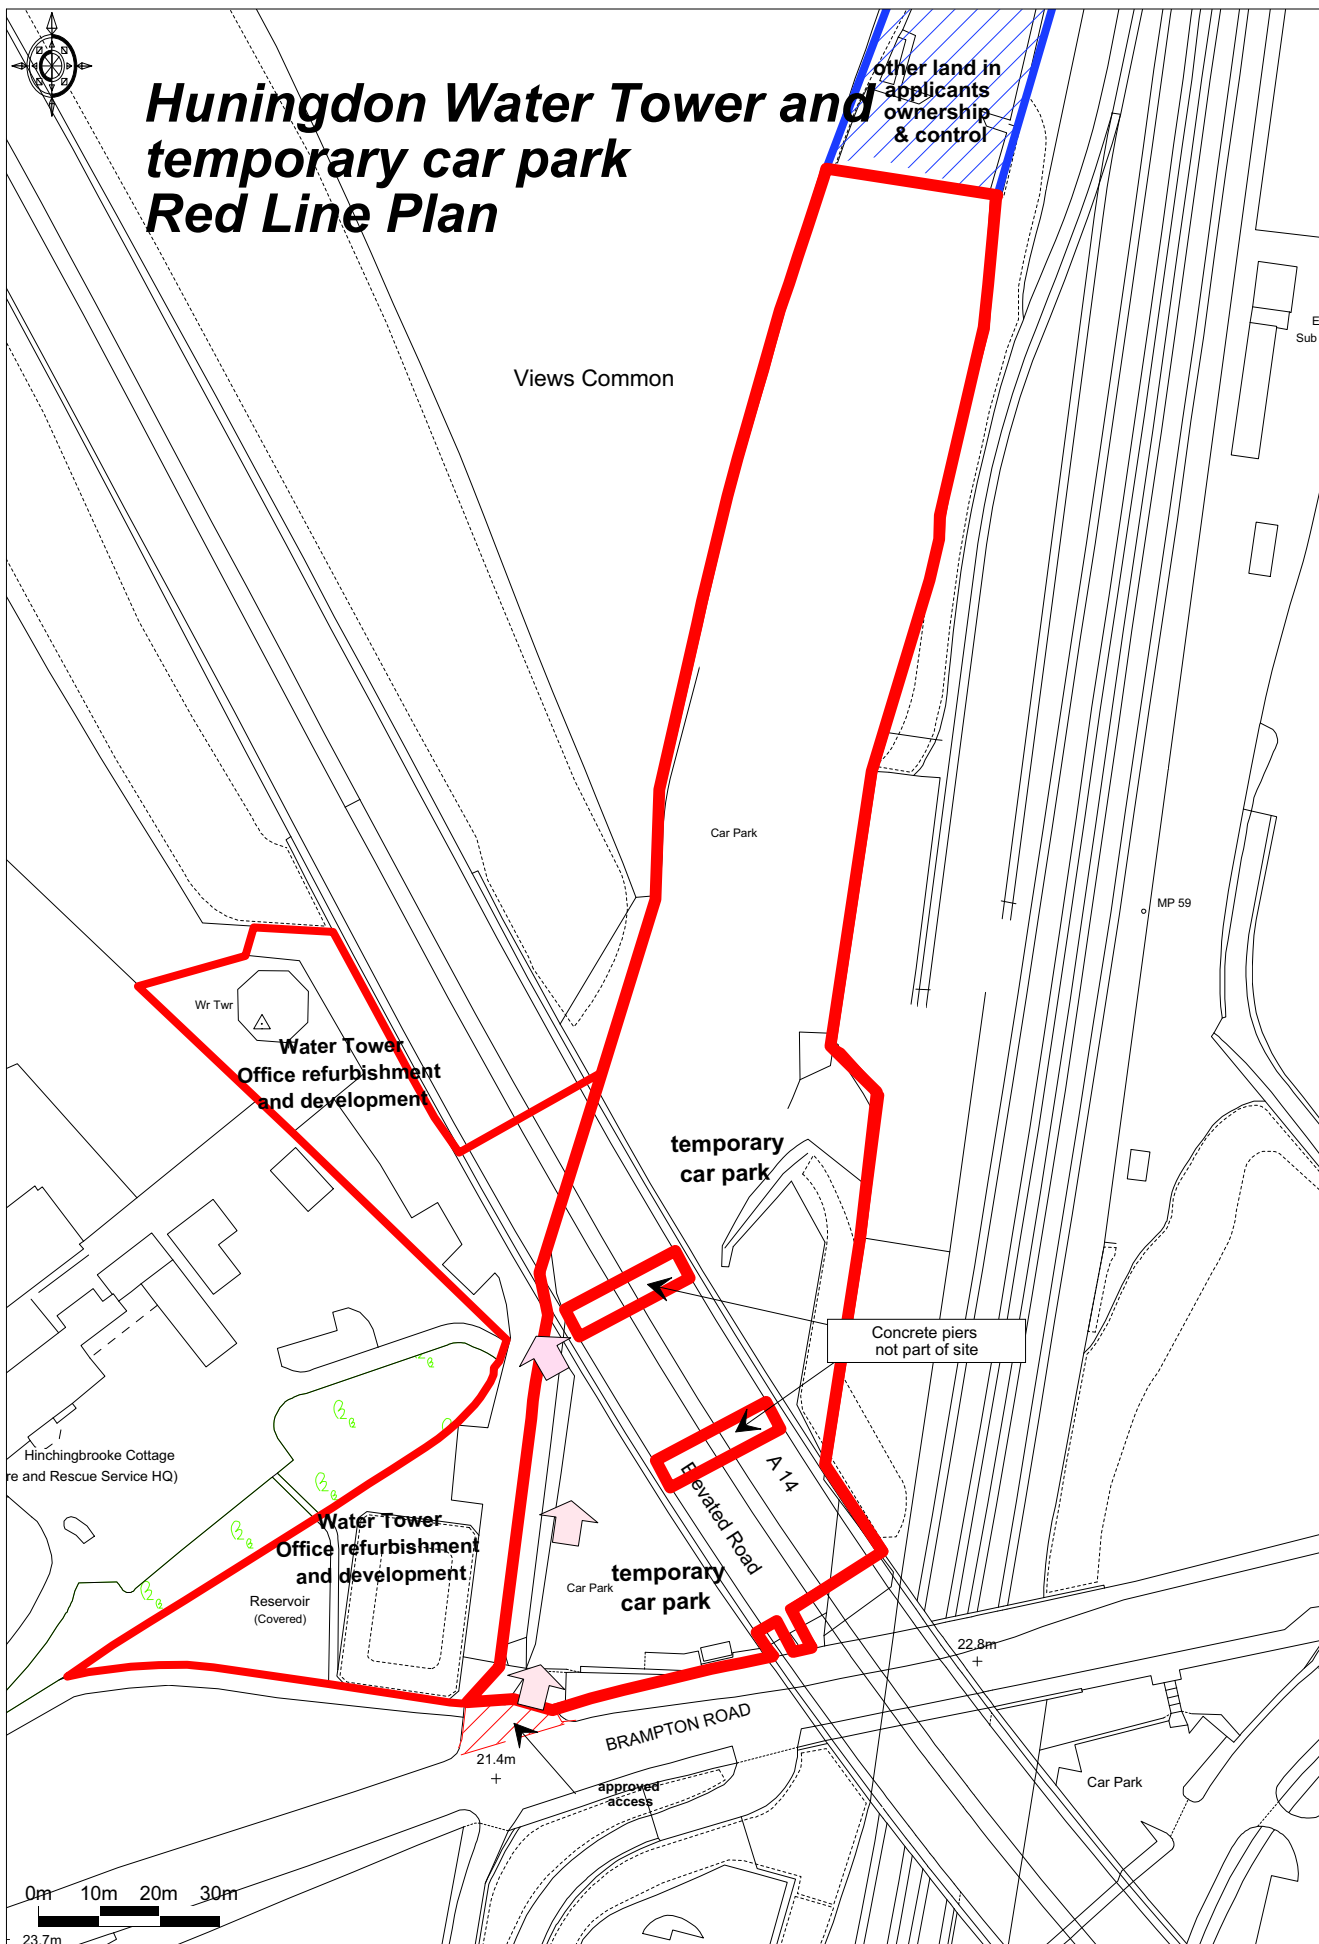 Huningdon Water Tower and
temporary car park
Red Line Plan
other land in
applicants
ownership
& control
E
Sub
Views Common
Car Park
MP 59
Wr Twr
Water Tower
Office refurbishment
and development
temporary
car park
Concrete piers
not part of site
Hinchingbrooke Cottage
re and Rescue Service HQ)
A 14
Elevated Road
Water Tower
Office refurbishment
and development
Reservoir
(Covered)
Car Park
temporary
car park
22.8m
BRAMPTON ROAD
21.4m
approved
access
Car Park
0m 10m 20m 30m
23.7m